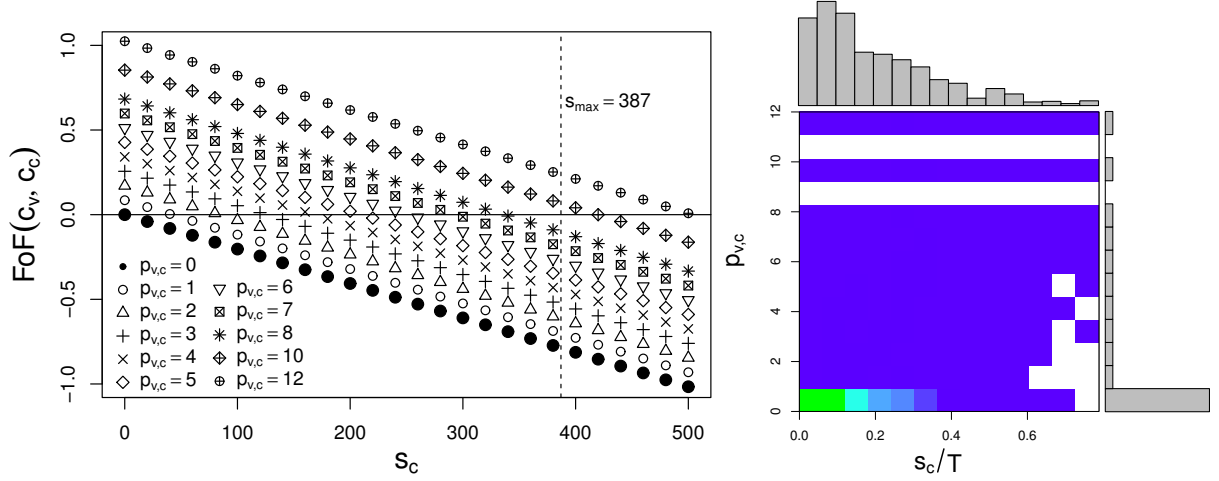 FoF(c_v, c_c)
1.0
0.5
0.0
−0.5
−1.0
s_max = 387
p_v,c = 0
p_v,c = 1
p_v,c = 2
p_v,c = 3
p_v,c = 4
p_v,c = 5
p_v,c = 6
p_v,c = 7
p_v,c = 8
p_v,c = 10
p_v,c = 12
0 100 200 300 400 500
s_c
p_v,c
12
10
8
6
4
2
0
0.0 0.2 0.4 0.6
s_c/T